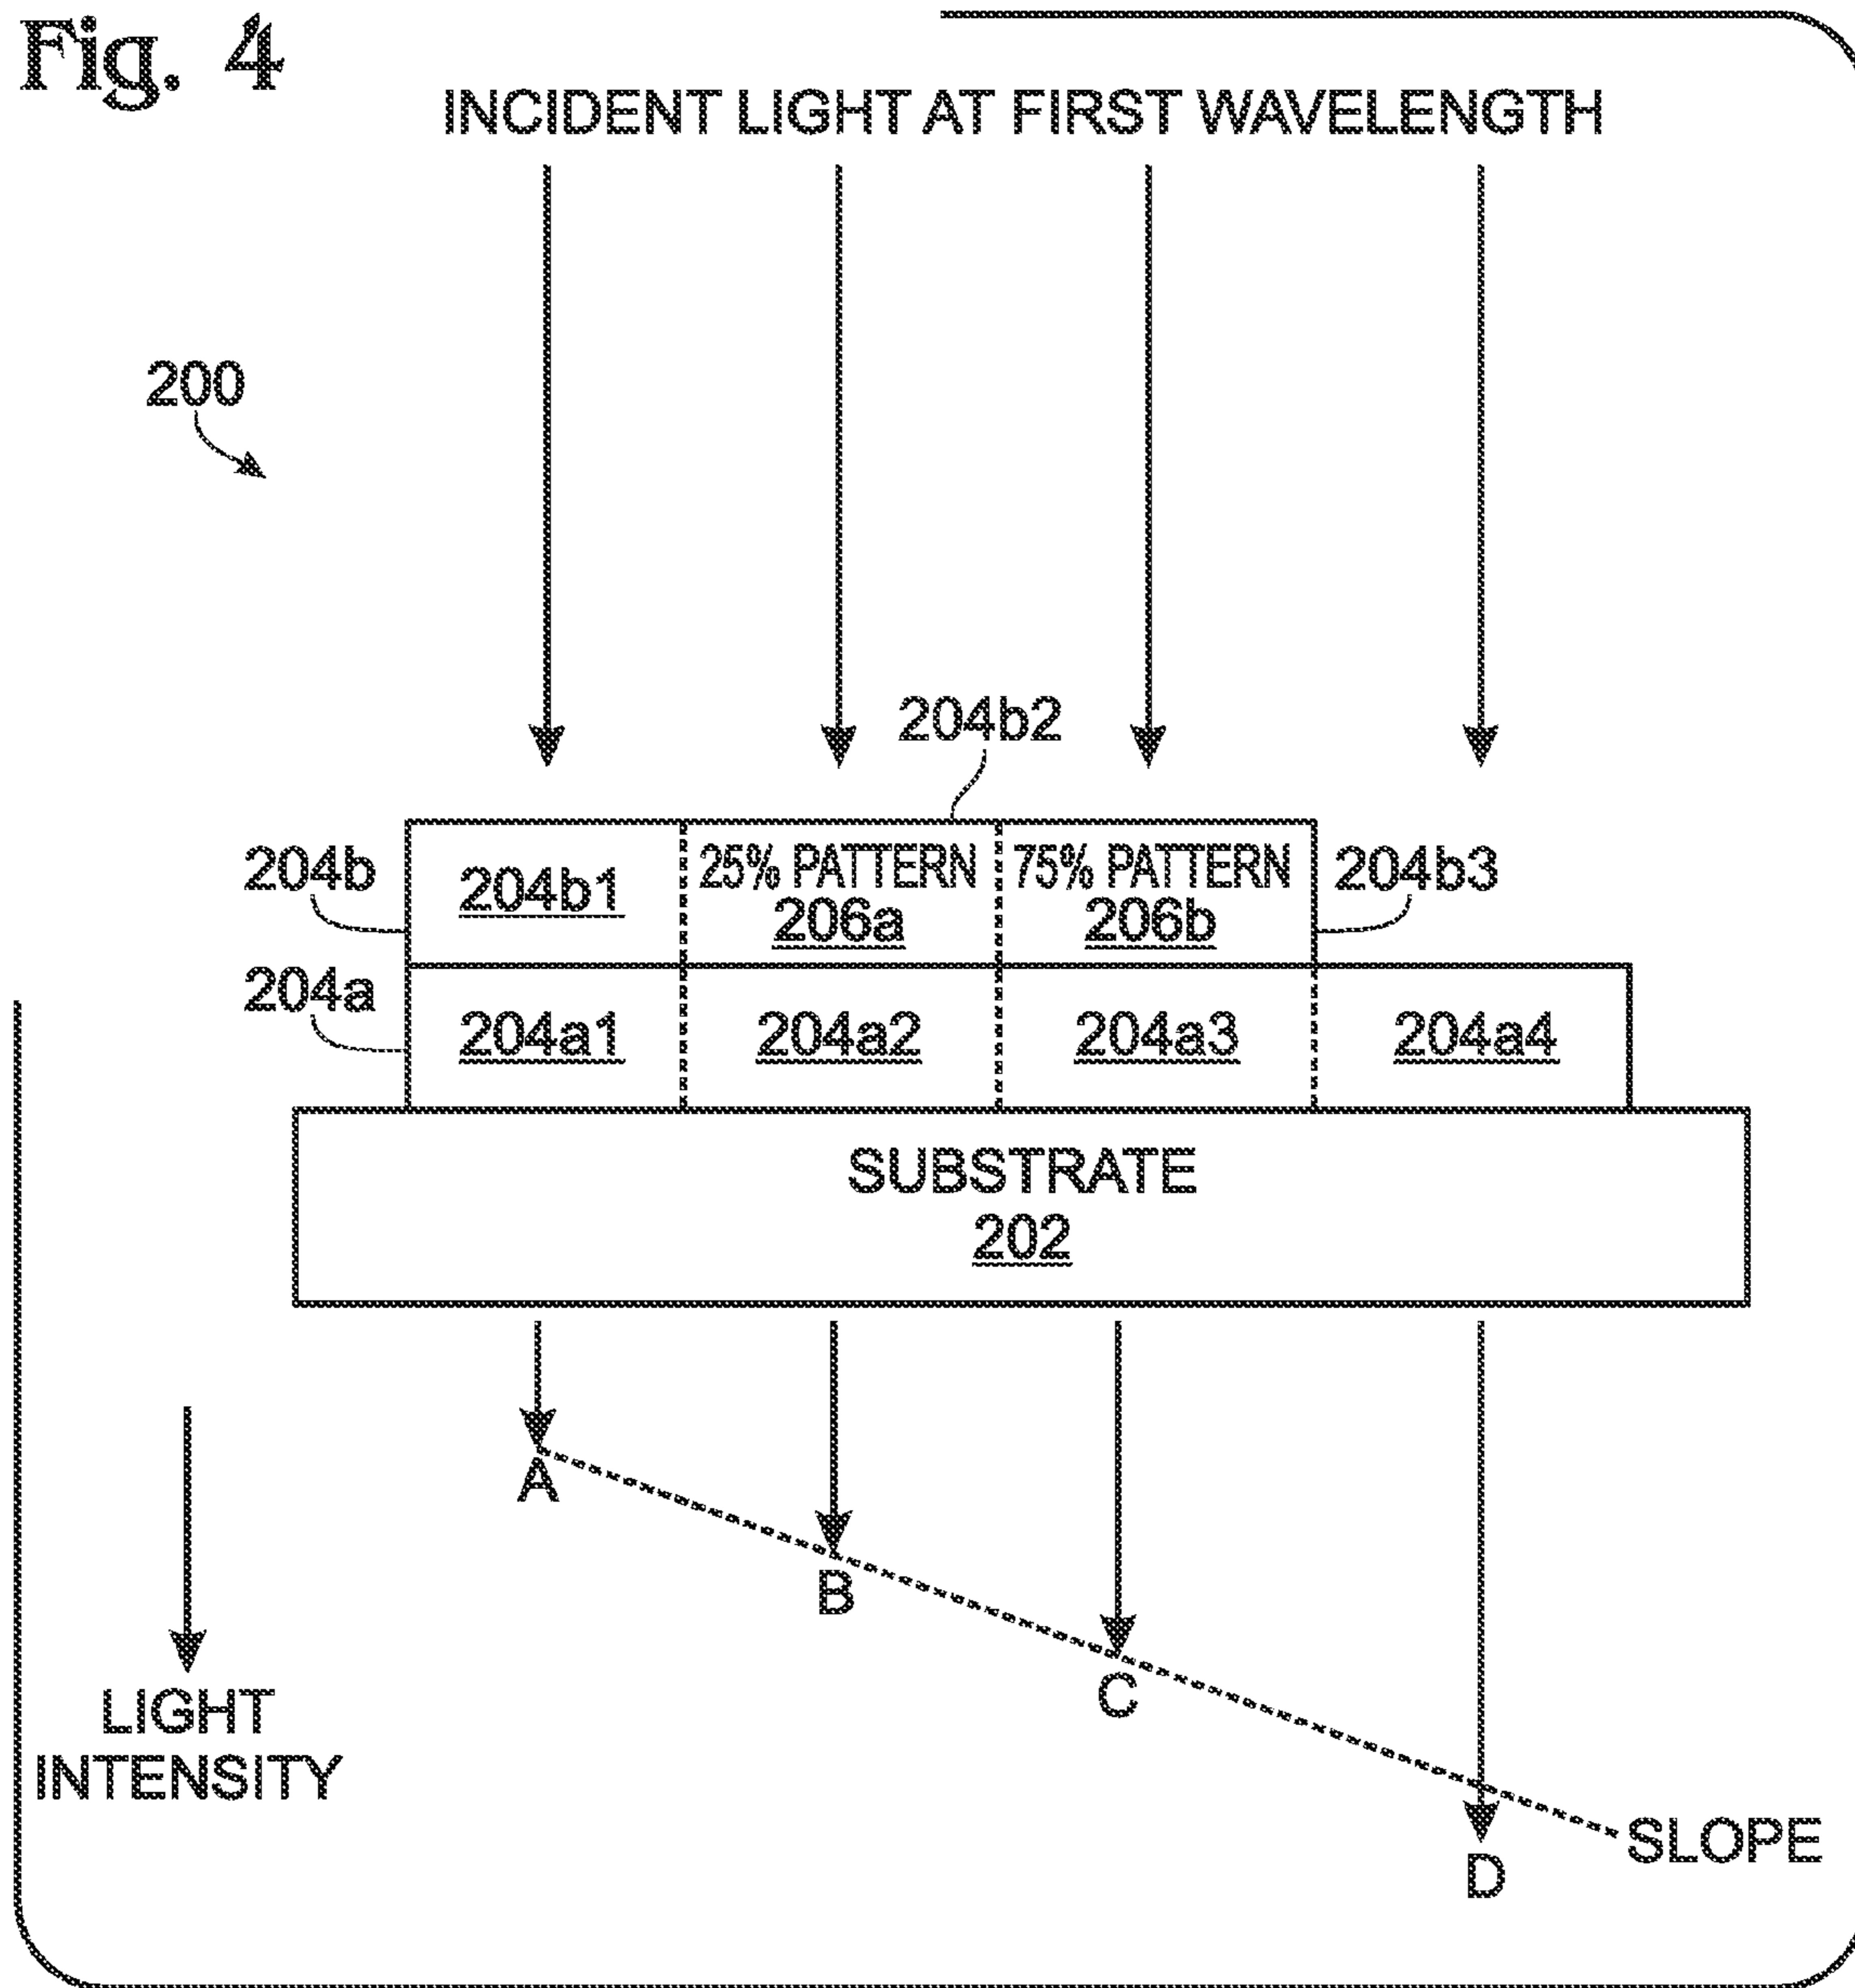 Fig. 4
INCIDENT LIGHT AT FIRST WAVELENGTH
200
204b2
204b
204b1
25% PATTERN
206a
75% PATTERN
206b
204b3
204a
204a1
204a2
204a3
204a4
SUBSTRATE
202
A
B
C
D
LIGHT
INTENSITY
SLOPE